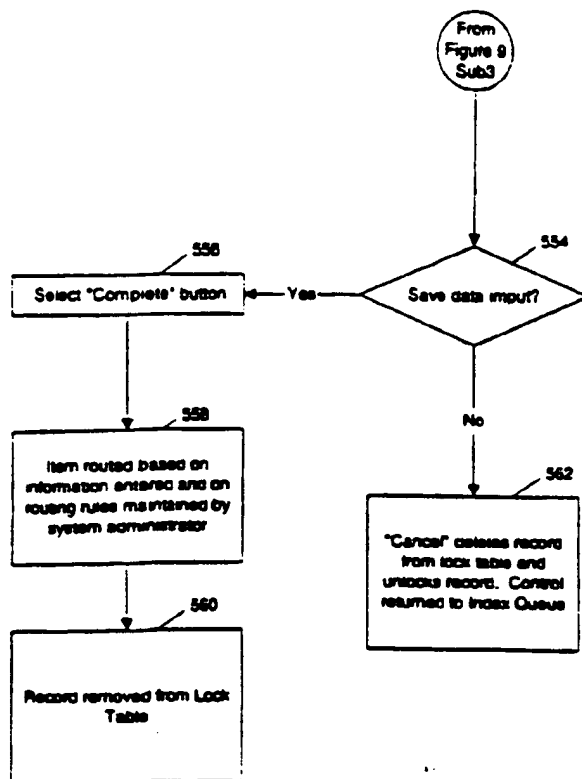 From
Figure 9
Sub3
554
Save data imput?
Yes
556
Select "Complete" button
558
Item routed based on
information entered and on
routing rules maintained by
system administrator
560
Record removed from Lock
Table
No
562
"Cancel" deletes record
from lock table and
unlocks record. Control
returned to Index Queue